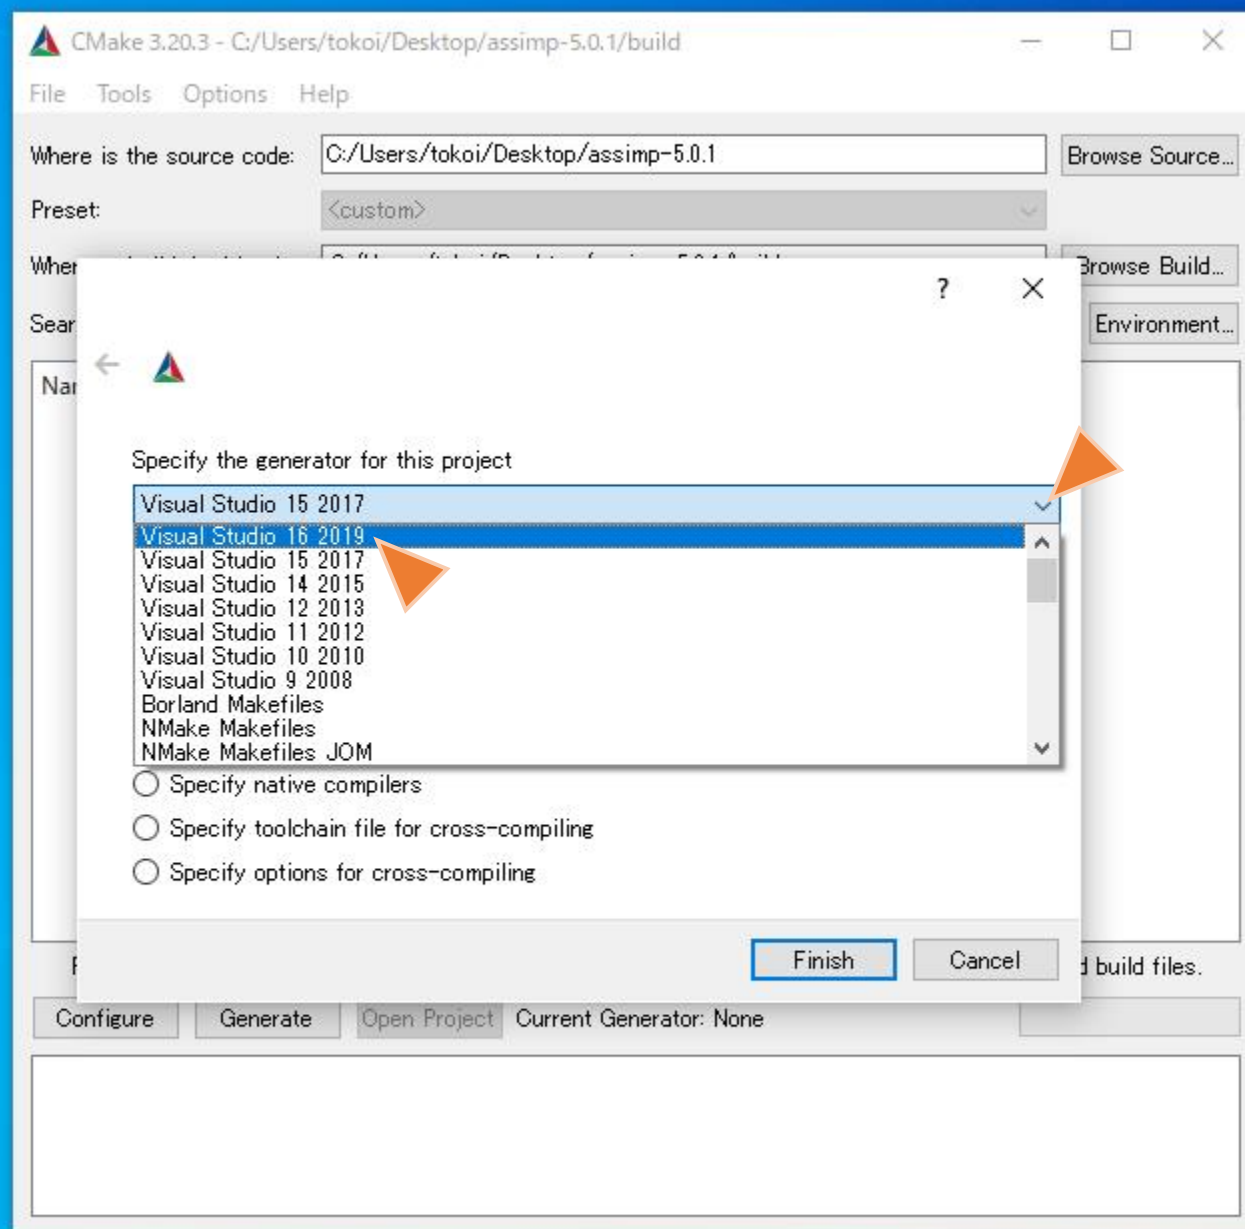 CMake 3.20.3 - C:/Users/tokoi/Desktop/assimp-5.0.1/build
File Tools Options Help
Where is the source code: C:/Users/tokoi/Desktop/assimp-5.0.1 Browse Source...
Preset: <custom>
Wher Browse Build...
?
Sear Environment...
Nar
Specify the generator for this project
Visual Studio 15 2017
Visual Studio 16 2019
Visual Studio 15 2017
Visual Studio 14 2015
Visual Studio 12 2013
Visual Studio 11 2012
Visual Studio 10 2010
Visual Studio 9 2008
Borland Makefiles
NMake Makefiles
NMake Makefiles JOM
Specify native compilers
Specify toolchain file for cross-compiling
Specify options for cross-compiling
Finish Cancel
build files.
Configure Generate Open Project Current Generator: None